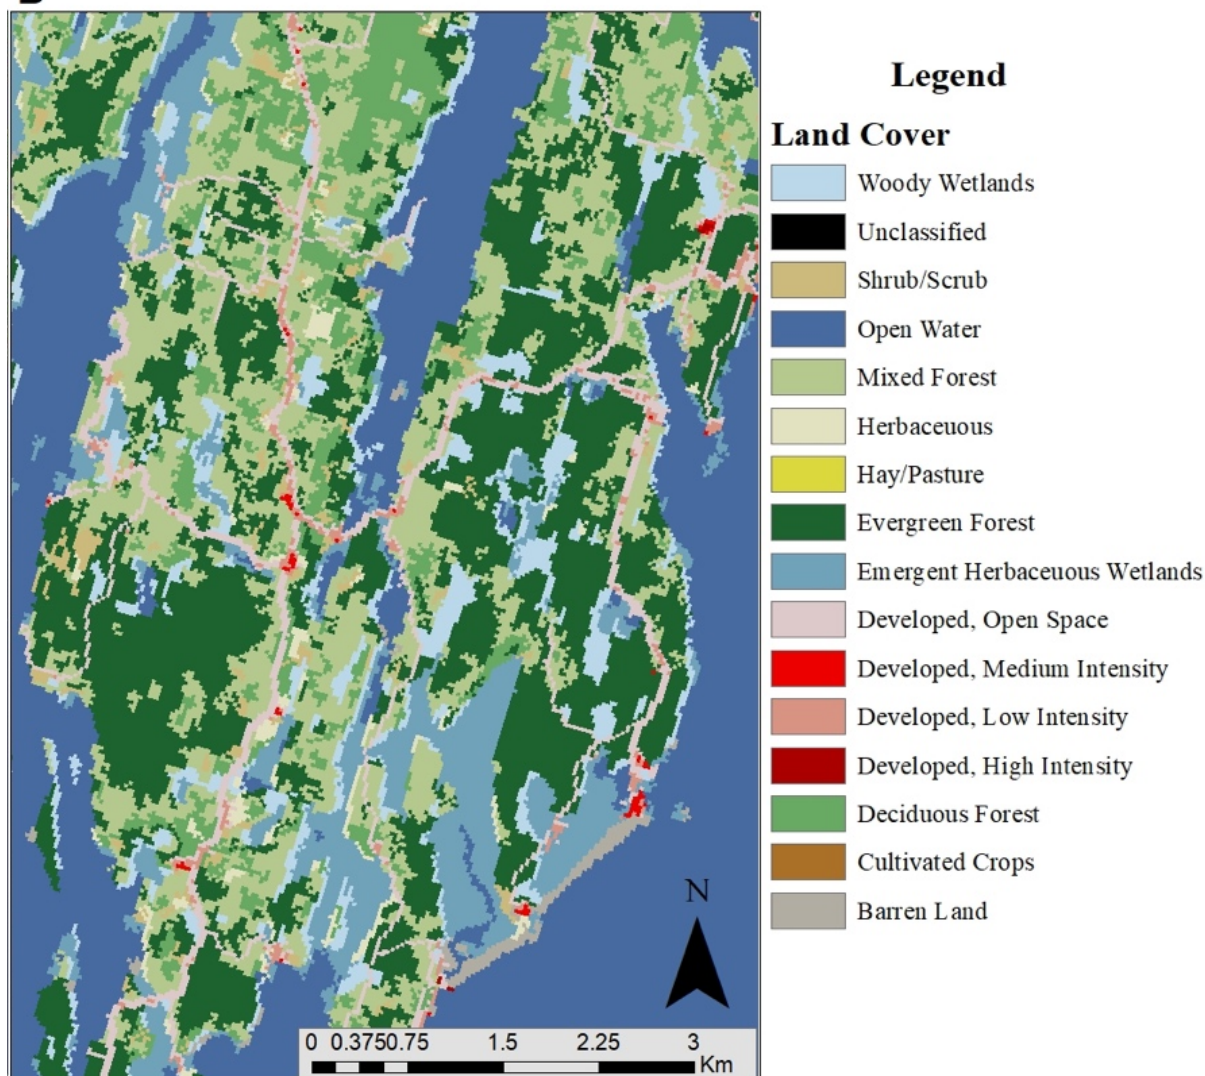 Legend
Land Cover
Woody Wetlands
Unclassified
Shrub/Scrub
Open Water
Mixed Forest
Herbaceuous
Hay/Pasture
Evergreen Forest
Emergent Herbaceuous Wetlands
Developed, Open Space
Developed, Medium Intensity
Developed, Low Intensity
Developed, High Intensity
Deciduous Forest
Cultivated Crops
Barren Land
N
0 0.3750.75 1.5 2.25 3
Km